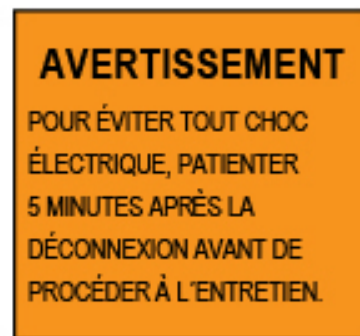 AVERTISSEMENT
POUR ÉVITER TOUT CHOC
ÉLECTRIQUE, PATIENTER
5 MINUTES APRÈS LA
DÉCONNEXION AVANT DE
PROCÉDER À L´ENTRETIEN.